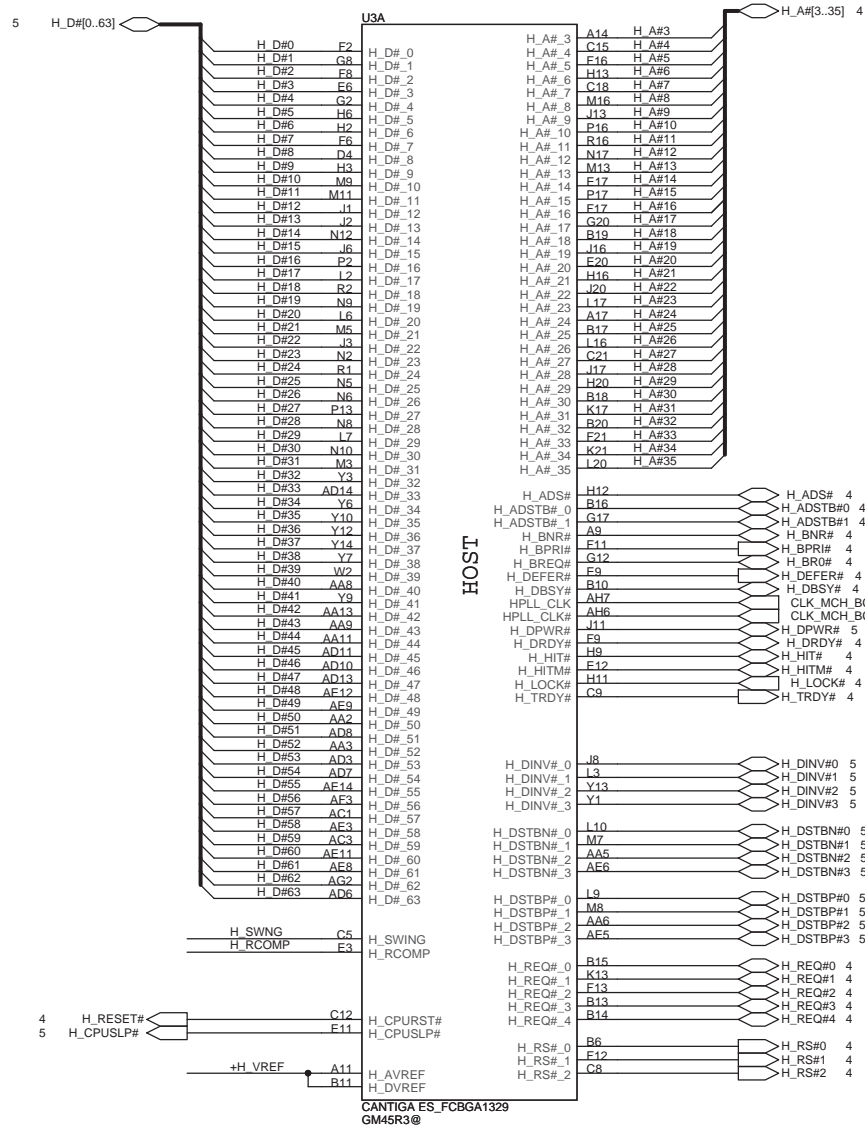 5 H_D#[0..63]
U3A
H_A#[3..35] 4
H_D#0 F2 H_D#_0
H_D#1 G8 H_D#_1
H_D#2 F8 H_D#_2
H_D#3 E6 H_D#_3
H_D#4 G2 H_D#_4
H_D#5 H6 H_D#_5
H_D#6 H2 H_D#_6
H_D#7 F6 H_D#_7
H_D#8 D4 H_D#_8
H_D#9 H3 H_D#_9
H_D#10 M9 H_D#_10
H_D#11 M11 H_D#_11
H_D#12 J1 H_D#_12
H_D#13 J2 H_D#_13
H_D#14 N12 H_D#_14
H_D#15 J6 H_D#_15
H_D#16 P2 H_D#_16
H_D#17 L2 H_D#_17
H_D#18 R2 H_D#_18
H_D#19 N9 H_D#_19
H_D#20 L6 H_D#_20
H_D#21 M5 H_D#_21
H_D#22 J3 H_D#_22
H_D#23 N2 H_D#_23
H_D#24 R1 H_D#_24
H_D#25 N5 H_D#_25
H_D#26 N6 H_D#_26
H_D#27 P13 H_D#_27
H_D#28 N8 H_D#_28
H_D#29 L7 H_D#_29
H_D#30 N10 H_D#_30
H_D#31 M3 H_D#_31
H_D#32 Y3 H_D#_32
H_D#33 AD14 H_D#_33
H_D#34 Y6 H_D#_34
H_D#35 Y10 H_D#_35
H_D#36 Y12 H_D#_36
H_D#37 Y14 H_D#_37
H_D#38 Y7 H_D#_38
H_D#39 W2 H_D#_39
H_D#40 AA8 H_D#_40
H_D#41 Y9 H_D#_41
H_D#42 AA13 H_D#_42
H_D#43 AA9 H_D#_43
H_D#44 AA11 H_D#_44
H_D#45 AD11 H_D#_45
H_D#46 AD10 H_D#_46
H_D#47 AD13 H_D#_47
H_D#48 AE12 H_D#_48
H_D#49 AE9 H_D#_49
H_D#50 AA2 H_D#_50
H_D#51 AD8 H_D#_51
H_D#52 AA3 H_D#_52
H_D#53 AD3 H_D#_53
H_D#54 AD7 H_D#_54
H_D#55 AE14 H_D#_55
H_D#56 AF3 H_D#_56
H_D#57 AC1 H_D#_57
H_D#58 AE3 H_D#_58
H_D#59 AC3 H_D#_59
H_D#60 AE11 H_D#_60
H_D#61 AE8 H_D#_61
H_D#62 AG2 H_D#_62
H_D#63 AD6 H_D#_63
H_SWNG C5 H_SWING
H_RCOMP E3 H_RCOMP
4 H_RESET# C12 H_CPURST#
5 H_CPUSLP# E11 H_CPUSLP#
+H_VREF A11 H_AVREF
B11 H_DVREF
HOST
H_A#_3 A14 H_A#3
H_A#_4 C15 H_A#4
H_A#_5 F16 H_A#5
H_A#_6 H13 H_A#6
H_A#_7 C18 H_A#7
H_A#_8 M16 H_A#8
H_A#_9 J13 H_A#9
H_A#_10 P16 H_A#10
H_A#_11 R16 H_A#11
H_A#_12 N17 H_A#12
H_A#_13 M13 H_A#13
H_A#_14 E17 H_A#14
H_A#_15 P17 H_A#15
H_A#_16 F17 H_A#16
H_A#_17 G20 H_A#17
H_A#_18 B19 H_A#18
H_A#_19 J16 H_A#19
H_A#_20 E20 H_A#20
H_A#_21 H16 H_A#21
H_A#_22 J20 H_A#22
H_A#_23 L17 H_A#23
H_A#_24 A17 H_A#24
H_A#_25 B17 H_A#25
H_A#_26 L16 H_A#26
H_A#_27 C21 H_A#27
H_A#_28 J17 H_A#28
H_A#_29 H20 H_A#29
H_A#_30 B18 H_A#30
H_A#_31 K17 H_A#31
H_A#_32 B20 H_A#32
H_A#_33 F21 H_A#33
H_A#_34 K21 H_A#34
H_A#_35 L20 H_A#35
H_ADS# H12 H_ADS# 4
H_ADSTB#_0 B16 H_ADSTB#0 4
H_ADSTB#_1 G17 H_ADSTB#1 4
H_BNR# A9 H_BNR# 4
H_BPRI# F11 H_BPRI# 4
H_BREQ# G12 H_BR0# 4
H_DEFER# E9 H_DEFER# 4
H_DBSY# B10 H_DBSY# 4
HPLL_CLK AH7 CLK_MCH_BC
HPLL_CLK# AH6 CLK_MCH_BC
H_DPWR# J11 H_DPWR# 5
H_DRDY# F9 H_DRDY# 4
H_HIT# H9 H_HIT# 4
H_HITM# E12 H_HITM# 4
H_LOCK# H11 H_LOCK# 4
H_TRDY# C9 H_TRDY# 4
H_DINV#_0 J8 H_DINV#0 5
H_DINV#_1 L3 H_DINV#1 5
H_DINV#_2 Y13 H_DINV#2 5
H_DINV#_3 Y1 H_DINV#3 5
H_DSTBN#_0 L10 H_DSTBN#0 5
H_DSTBN#_1 M7 H_DSTBN#1 5
H_DSTBN#_2 AA5 H_DSTBN#2 5
H_DSTBN#_3 AE6 H_DSTBN#3 5
H_DSTBP#_0 L9 H_DSTBP#0 5
H_DSTBP#_1 M8 H_DSTBP#1 5
H_DSTBP#_2 AA6 H_DSTBP#2 5
H_DSTBP#_3 AE5 H_DSTBP#3 5
H_REQ#_0 B15 H_REQ#0 4
H_REQ#_1 K13 H_REQ#1 4
H_REQ#_2 F13 H_REQ#2 4
H_REQ#_3 B13 H_REQ#3 4
H_REQ#_4 B14 H_REQ#4 4
H_RS#_0 B6 H_RS#0 4
H_RS#_1 F12 H_RS#1 4
H_RS#_2 C8 H_RS#2 4
CANTIGA ES_FCBGA1329
GM45R3@